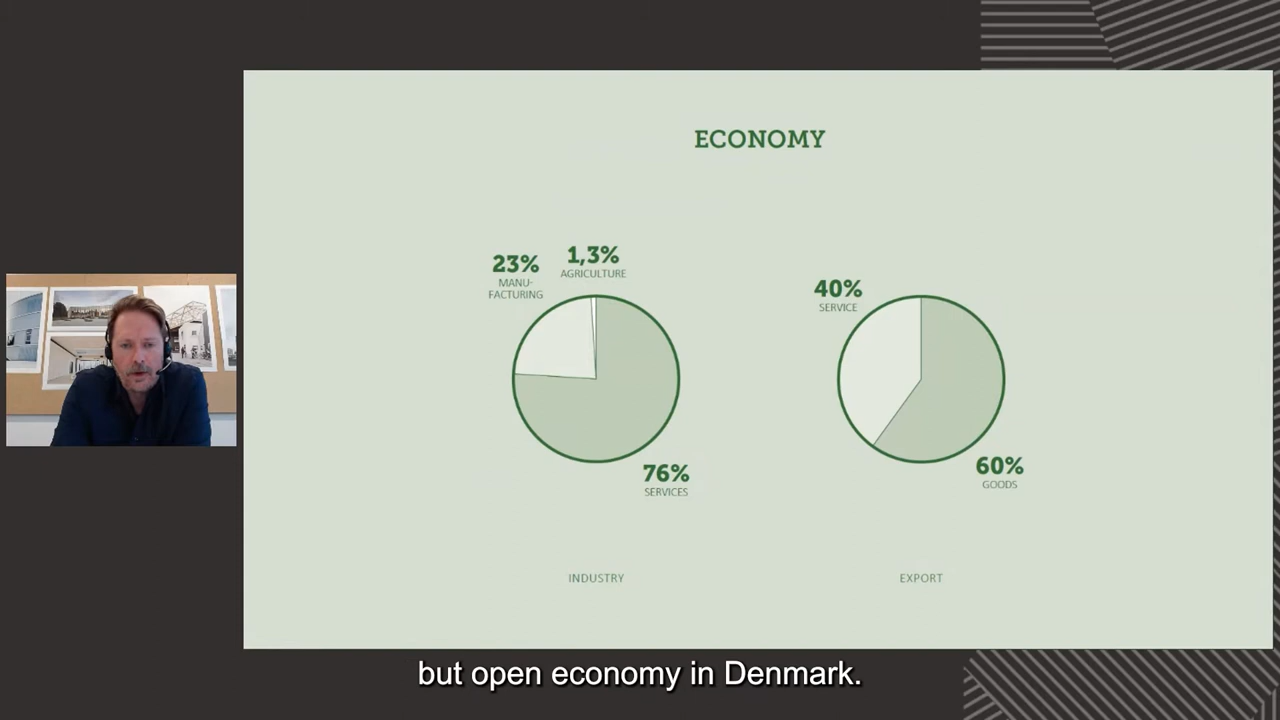 ECONOMY
23%
MANU-
FACTURING
1,3%
AGRICULTURE
76%
SERVICES
INDUSTRY
40%
SERVICE
60%
GOODS
EXPORT
but open economy in Denmark.